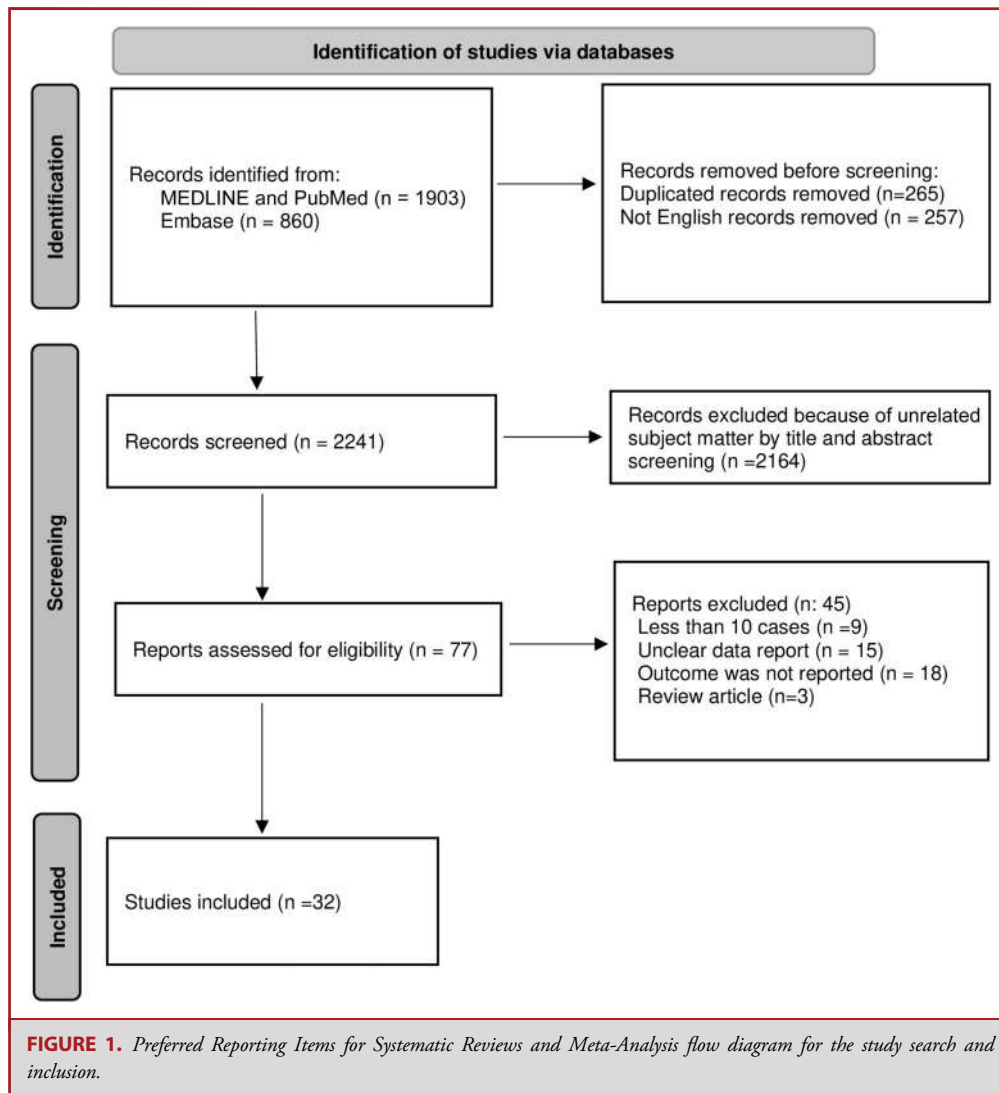 Identification of studies via databases
Identification
Records identified from:
MEDLINE and PubMed (n = 1903)
Embase (n = 860)
Records removed before screening:
Duplicated records removed (n=265)
Not English records removed (n = 257)
Screening
Records screened (n = 2241)
Records excluded because of unrelated
subject matter by title and abstract
screening (n =2164)
Reports assessed for eligibility (n = 77)
Reports excluded (n: 45)
Less than 10 cases (n =9)
Unclear data report (n = 15)
Outcome was not reported (n = 18)
Review article (n=3)
Included
Studies included (n =32)
FIGURE 1. Preferred Reporting Items for Systematic Reviews and Meta-Analysis flow diagram for the study search and
inclusion.